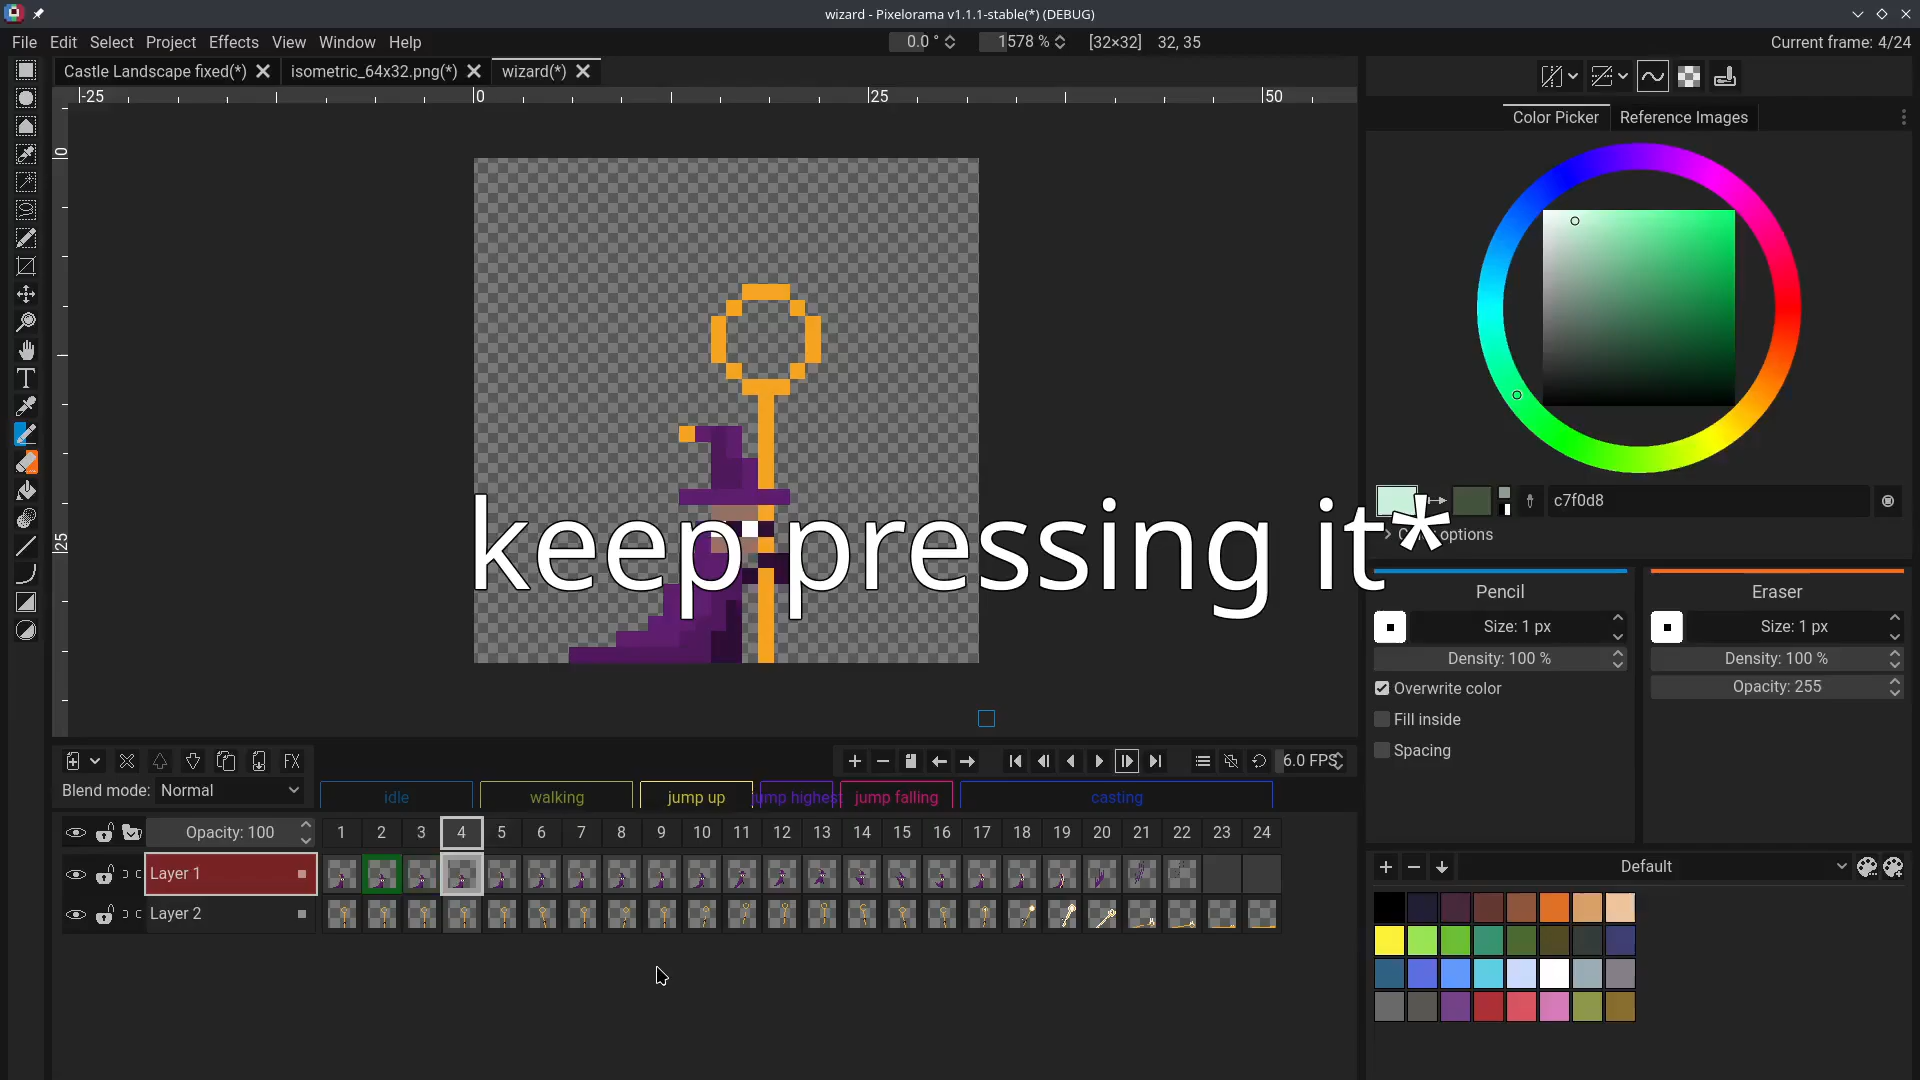 wizard - Pixelorama v1.1.1-stable(*) (DEBUG)
File Edit Select Project Effects View Window Help
0.0 ° 1578 % [32×32] 32, 35 Current frame: 4/24
Castle Landscape fixed(*) isometric_64x32.png(*) wizard(*)
-25 0 25 50
0
25
Color Picker Reference Images
c7f0d8
options
keep pressing it*
Pencil Eraser
Size: 1 px Size: 1 px
Density: 100 % Density: 100 %
Overwrite color Opacity: 255
Fill inside
Spacing
FX 6.0 FPS
Blend mode: Normal
idle walking jump up jump highest jump falling casting
Opacity: 100 1 2 3 4 5 6 7 8 9 10 11 12 13 14 15 16 17 18 19 20 21 22 23 24
Layer 1
Layer 2
Default